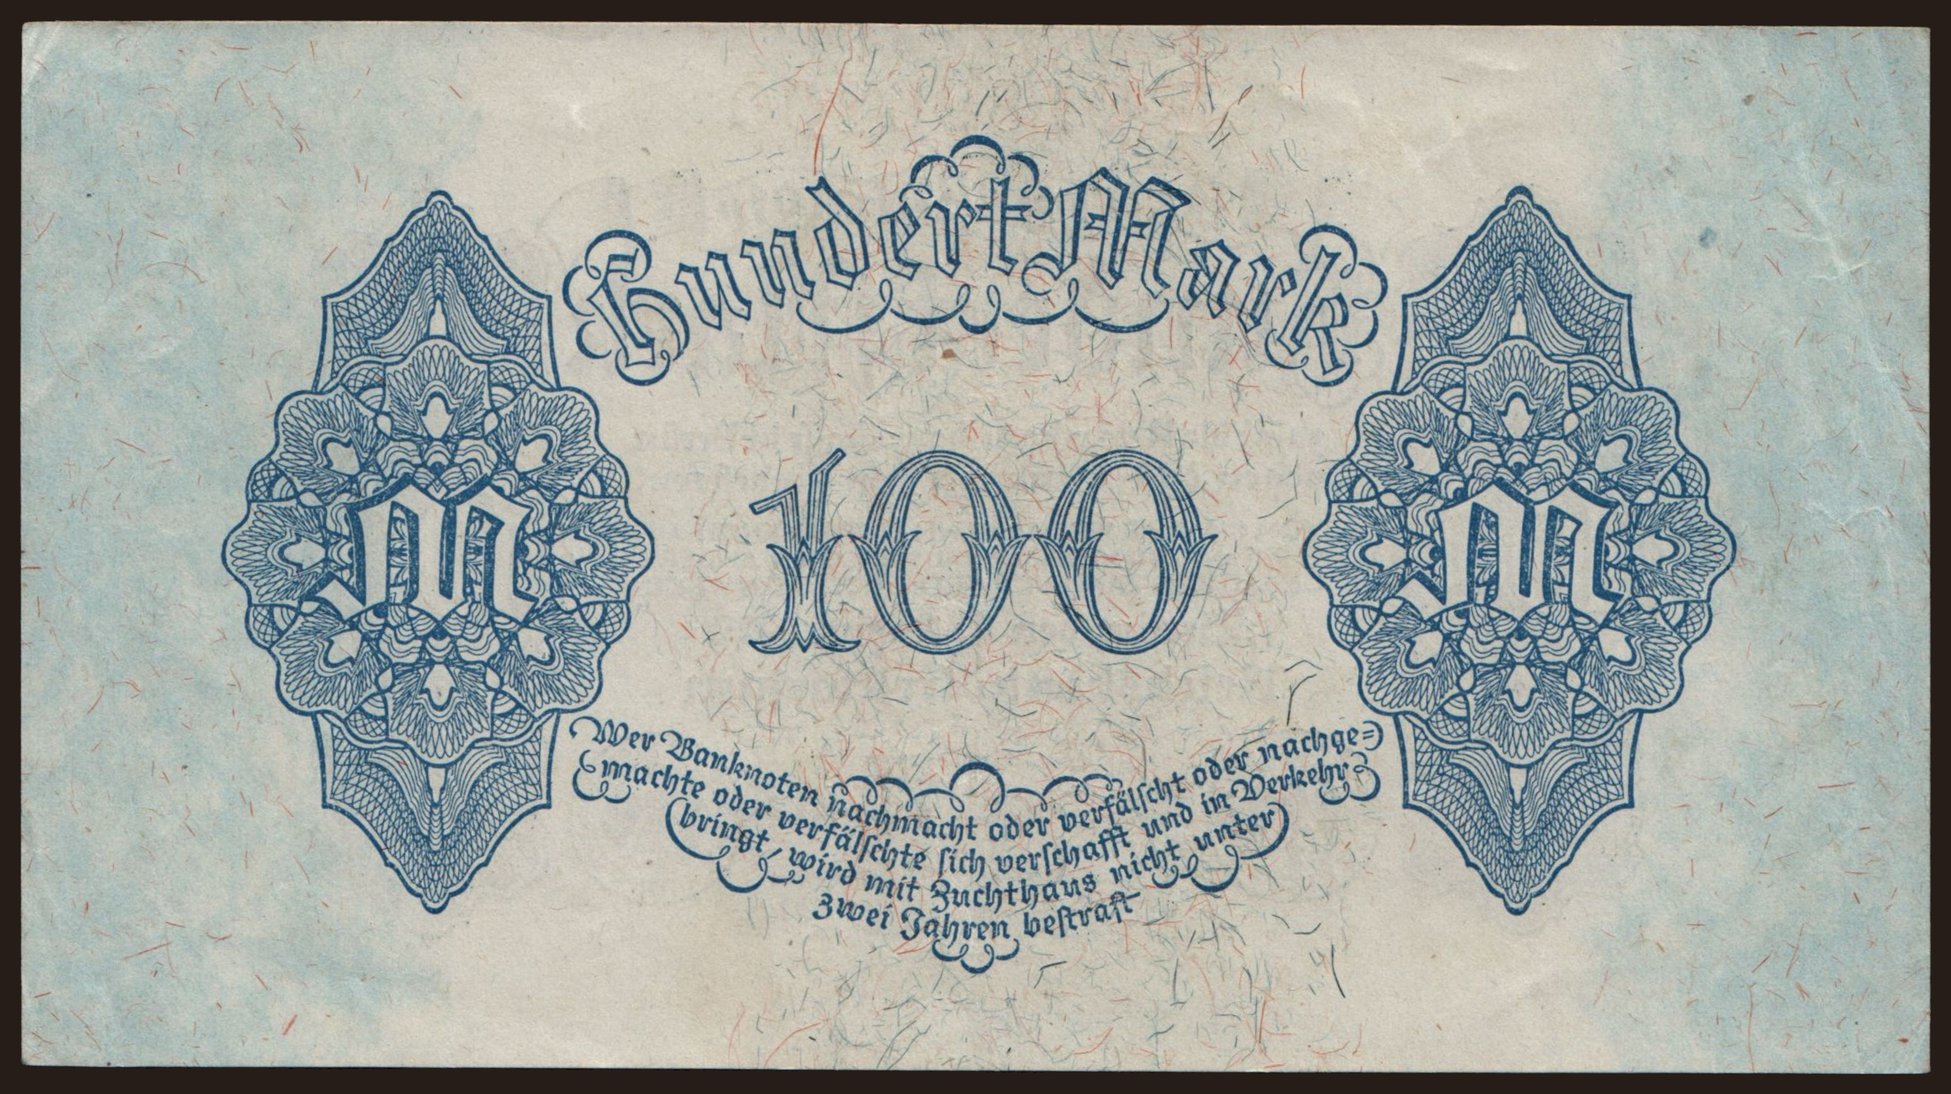 Hundert Mark
M
100
M
Wer Banknoten nachmacht oder verfälscht oder nachge=
machte oder verfälschte sich verschafft und in Verkehr
bringt, wird mit Zuchthaus nicht unter
zwei Jahren bestraft